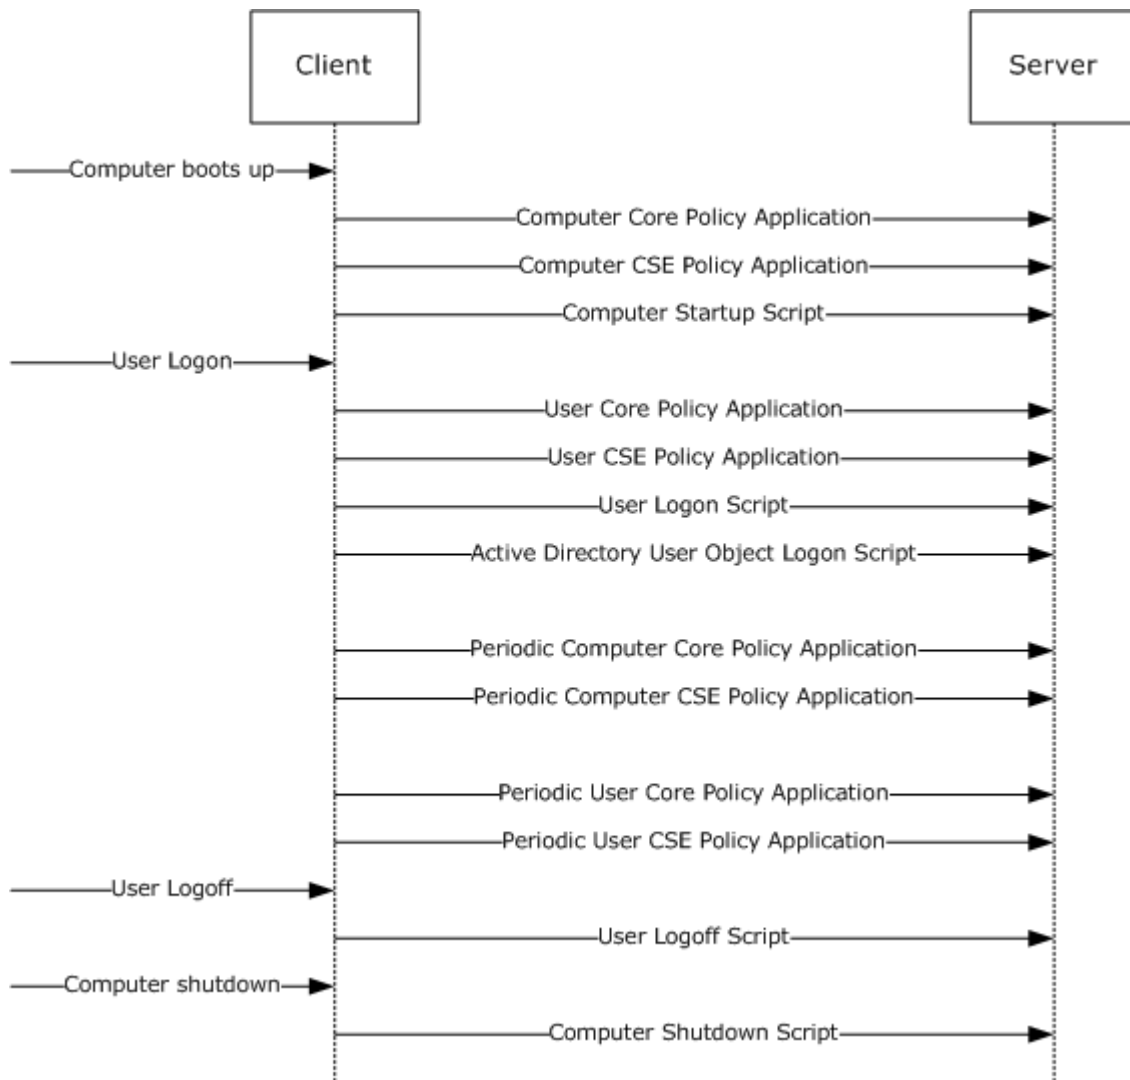 Client
Server
Computer boots up
Computer Core Policy Application
Computer CSE Policy Application
Computer Startup Script
User Logon
User Core Policy Application
User CSE Policy Application
User Logon Script
Active Directory User Object Logon Script
Periodic Computer Core Policy Application
Periodic Computer CSE Policy Application
Periodic User Core Policy Application
Periodic User CSE Policy Application
User Logoff
User Logoff Script
Computer shutdown
Computer Shutdown Script